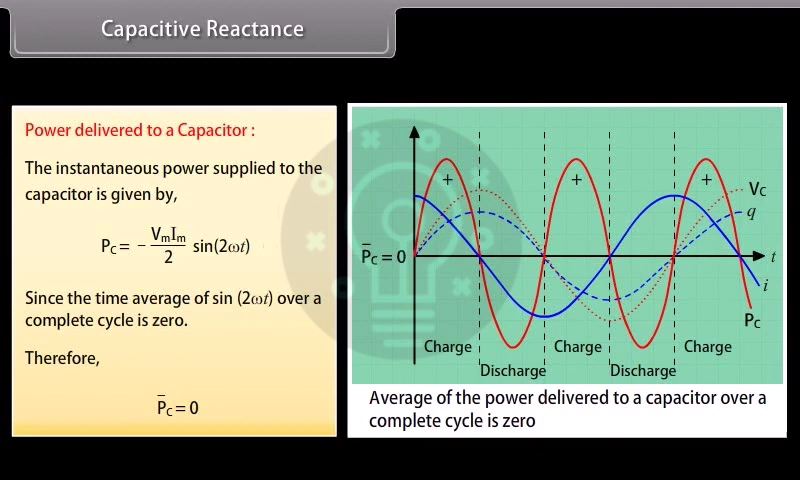 Capacitive Reactance
Power delivered to a Capacitor :
The instantaneous power supplied to the
capacitor is given by,
P_C = − (V_m I_m / 2) sin(2ωt)
Since the time average of sin (2ωt) over a
complete cycle is zero.
Therefore,
P̄_C = 0
+ + +
V_C
q
P̄_C = 0
t
i
P_C
Charge Charge Charge
Discharge Discharge
Average of the power delivered to a capacitor over a
complete cycle is zero